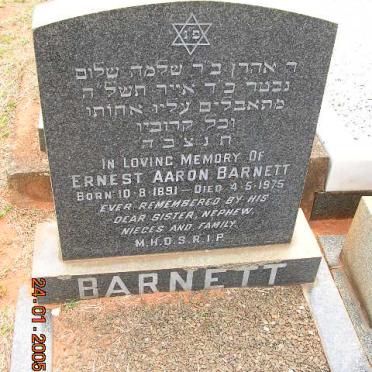 פ נ
ר אהרן ב״ר שלמה שלום
נפטר כ״ד אייר תשל״ה
מתאבלים עליו אחותו
וכל קרוביו
ת נ צ ב ה
IN LOVING MEMORY OF
ERNEST AARON BARNETT
BORN 10·8·1891 – DIED 4·5·1975
EVER REMEMBERED BY HIS
DEAR SISTER, NEPHEW,
NIECES AND FAMILY.
M.H.D.S.R.I.P.
BARNETT
24.01.2005